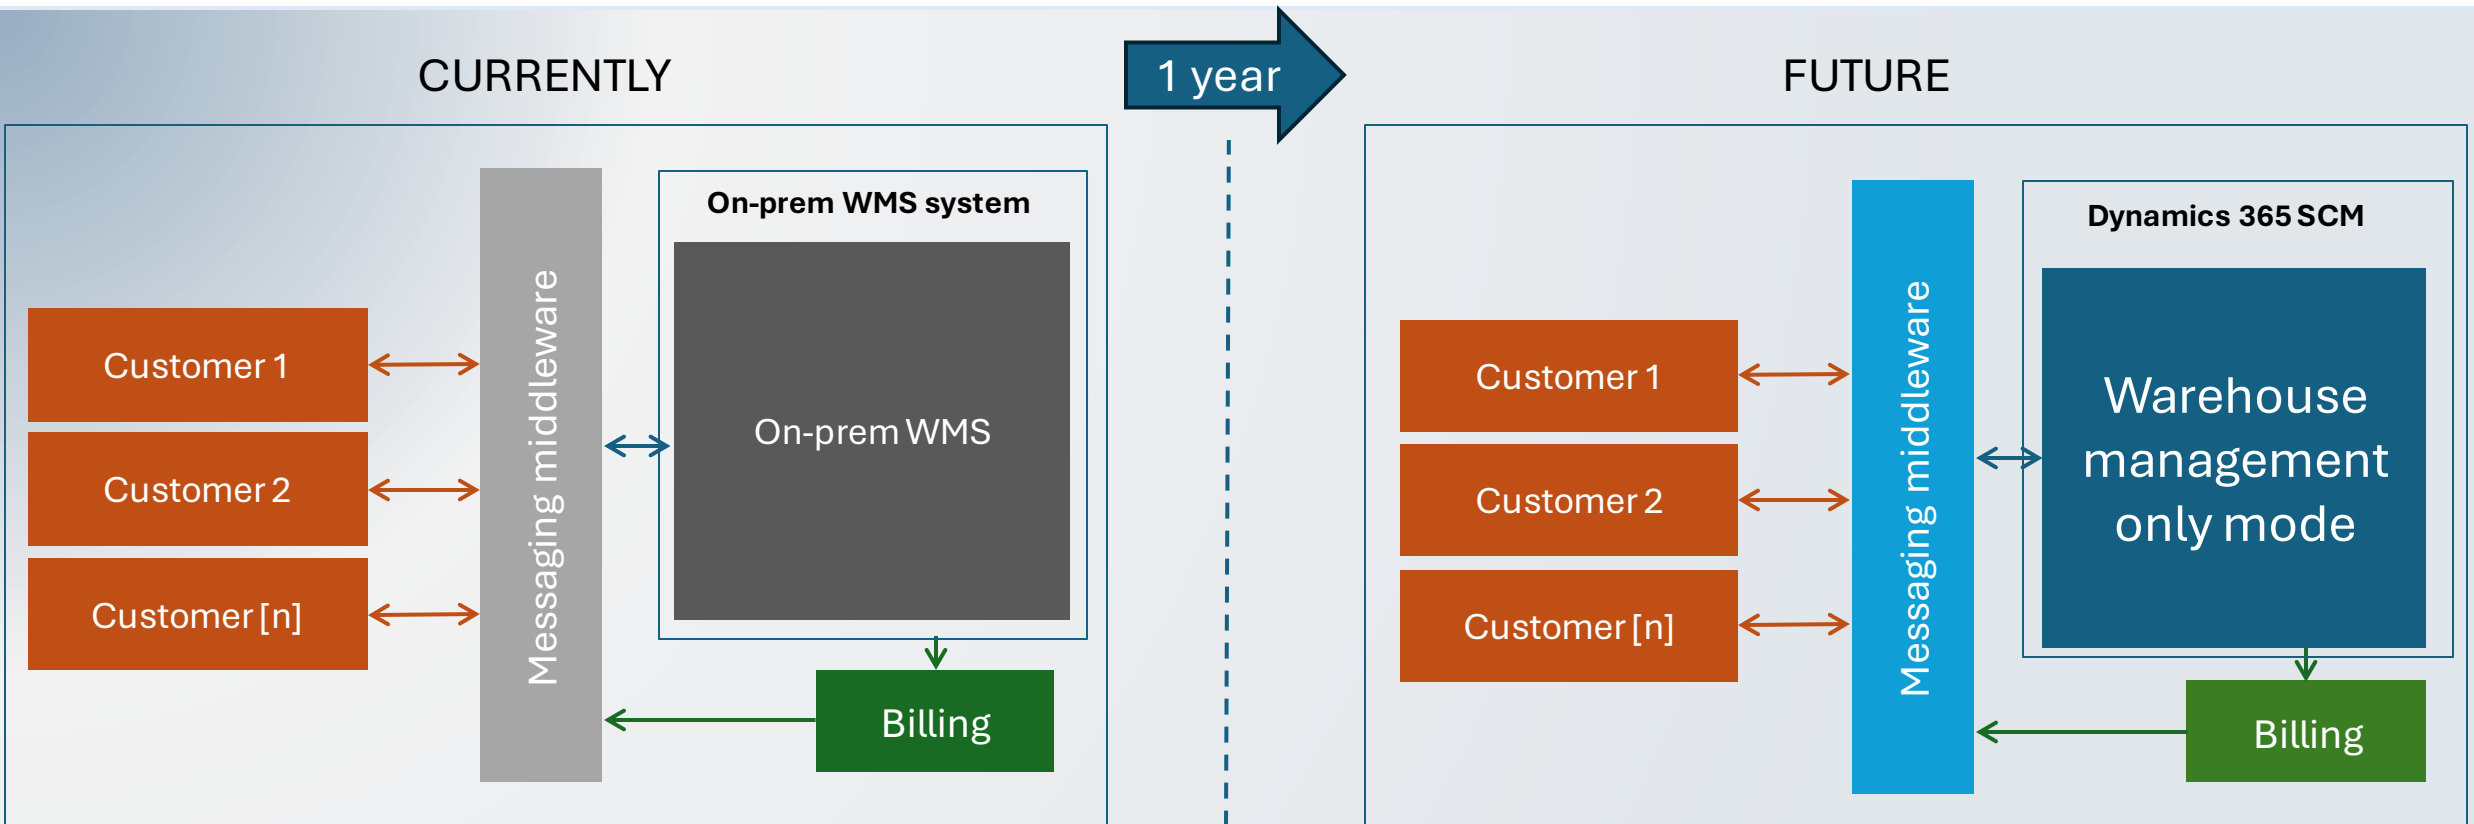 CURRENTLY
1 year
FUTURE
On-prem WMS system
Customer 1
Customer 2
Customer [n]
Messaging middleware
On-prem WMS
Billing
Dynamics 365 SCM
Customer 1
Customer 2
Customer [n]
Messaging middleware
Warehouse
management
only mode
Billing